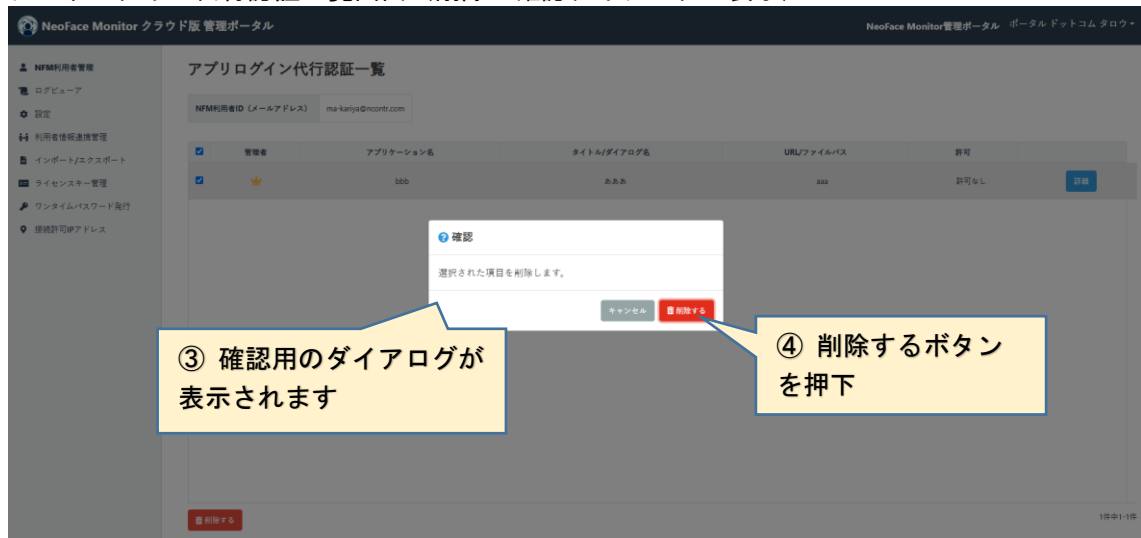 NeoFace Monitor クラウド版 管理ポータル
NeoFace Monitor管理ポータル ポータル ドットコム タロウ
NFM利用者管理
ログビューア
設定
利用者情報連携管理
インポート/エクスポート
ライセンスキー管理
ワンタイムパスワード発行
接続許可IPアドレス
アプリログイン代行認証一覧
NFM利用者ID（メールアドレス） ma-kariya@ncontr.com
管理者 アプリケーション名 タイトル/ダイアログ名 URL/ファイルパス 許可
bbb あああ aaa 許可なし 詳細
確認
選択された項目を削除します。
キャンセル 削除する
③ 確認用のダイアログが
表示されます
④ 削除するボタン
を押下
削除する
1件中1-1件